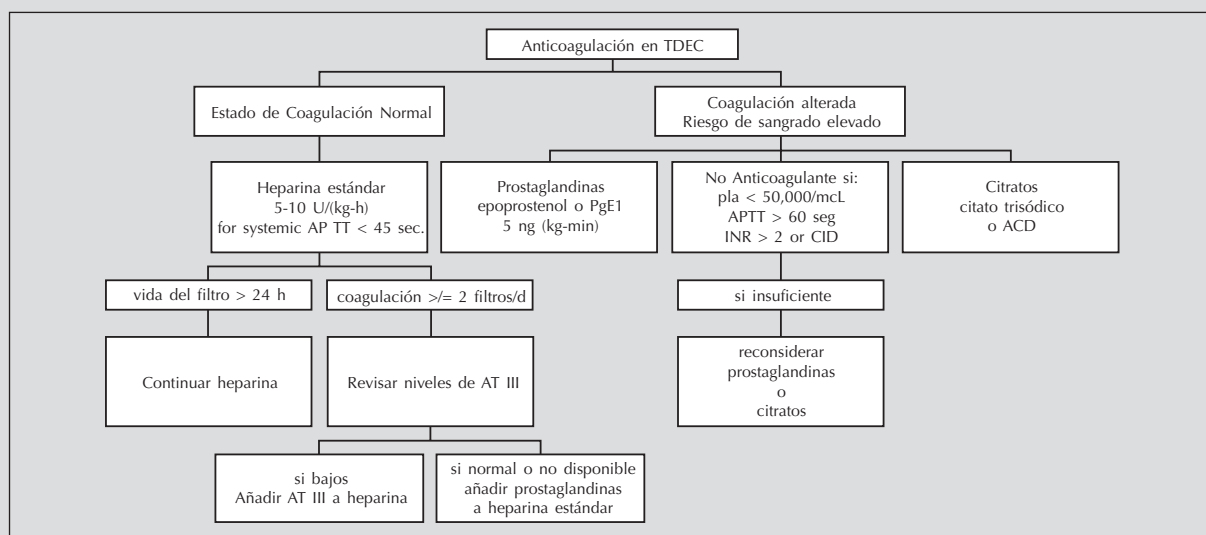 Anticoagulación en TDEC
Estado de Coagulación Normal
Coagulación alterada
Riesgo de sangrado elevado
Heparina estándar
5-10 U/(kg-h)
for systemic AP TT < 45 sec.
Prostaglandinas
epoprostenol o PgE1
5 ng (kg-min)
No Anticoagulante si:
pla < 50,000/mcL
APTT > 60 seg
INR > 2 or CID
Citratos
citato trisódico
o ACD
vida del filtro > 24 h
coagulación >/= 2 filtros/d
si insuficiente
Continuar heparina
Revisar niveles de AT III
reconsiderar
prostaglandinas
o
citratos
si bajos
Añadir AT III a heparina
si normal o no disponible
añadir prostaglandinas
a heparina estándar